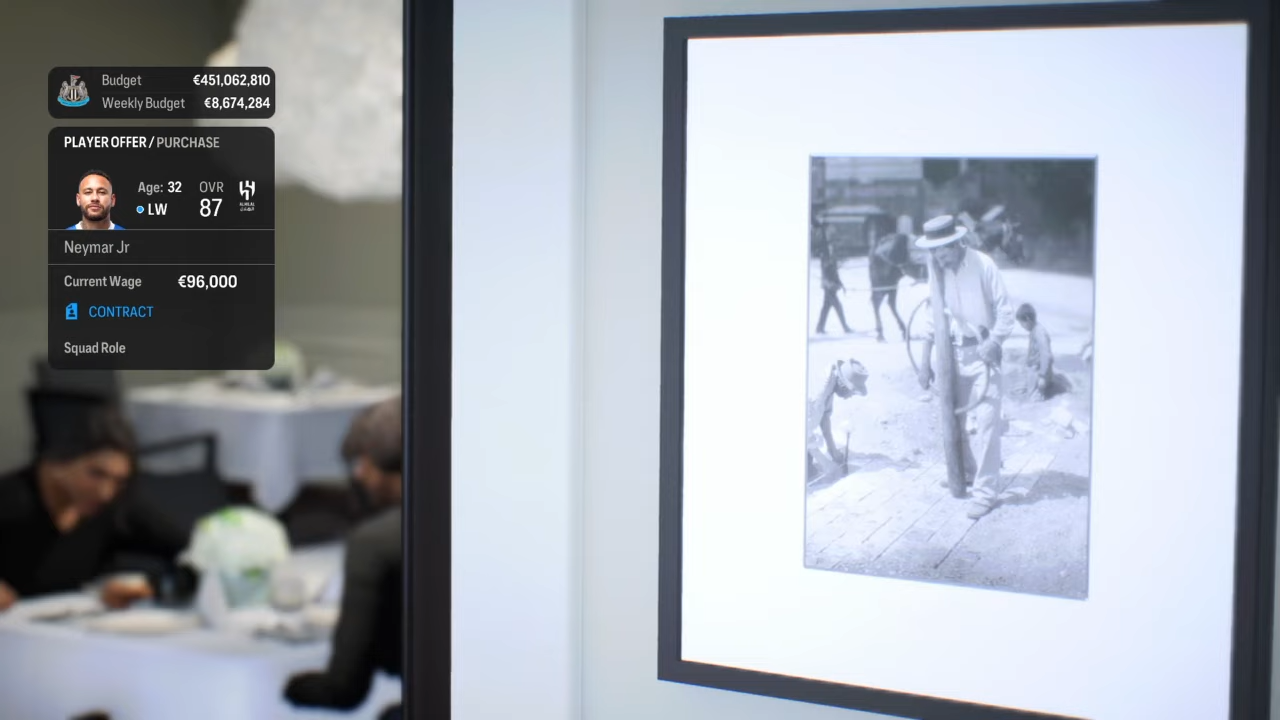 Budget €451,062,810
Weekly Budget €8,674,284
PLAYER OFFER / PURCHASE
Age: 32 OVR
LW 87
Neymar Jr
Current Wage €96,000
CONTRACT
Squad Role